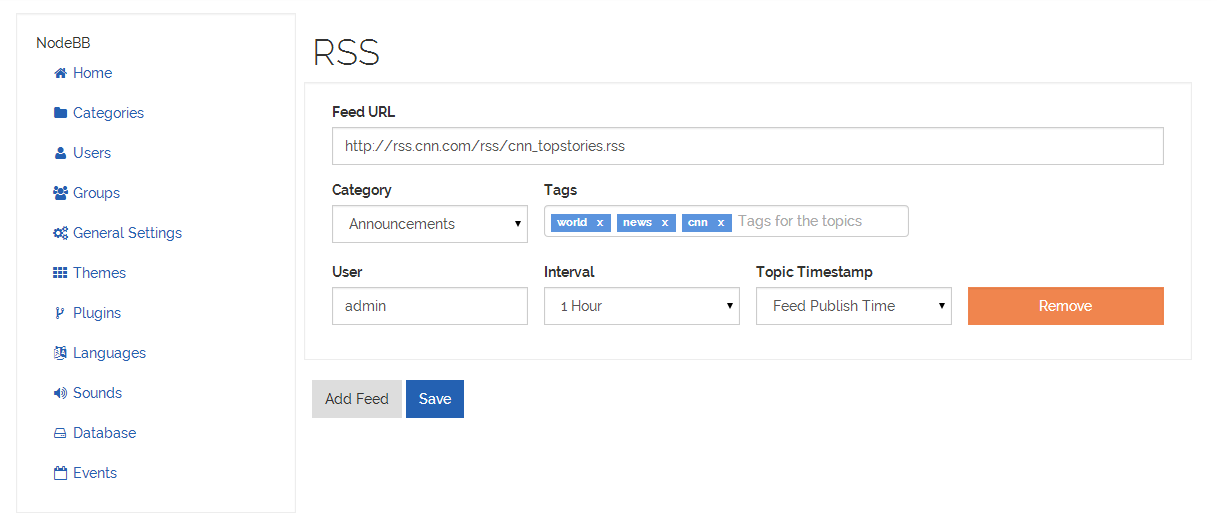 NodeBB
Home
Categories
Users
Groups
General Settings
Themes
Plugins
Languages
Sounds
Database
Events
RSS
Feed URL
http://rss.cnn.com/rss/cnn_topstories.rss
Category Tags
Announcements world x news x cnn x Tags for the topics
User Interval Topic Timestamp
admin 1 Hour Feed Publish Time Remove
Add Feed Save